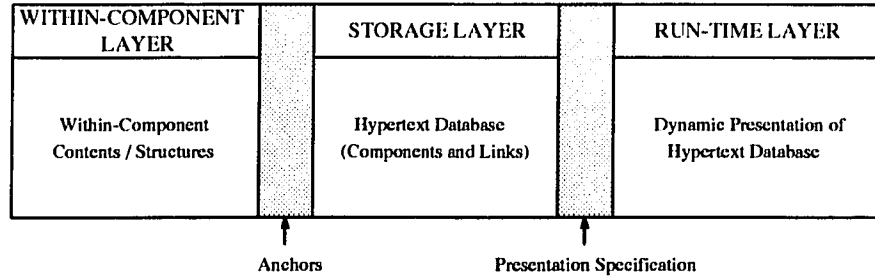 WITHIN-COMPONENT
LAYER
STORAGE LAYER
RUN-TIME LAYER
Within-Component
Contents / Structures
Hypertext Database
(Components and Links)
Dynamic Presentation of
Hypertext Database
Anchors
Presentation Specification